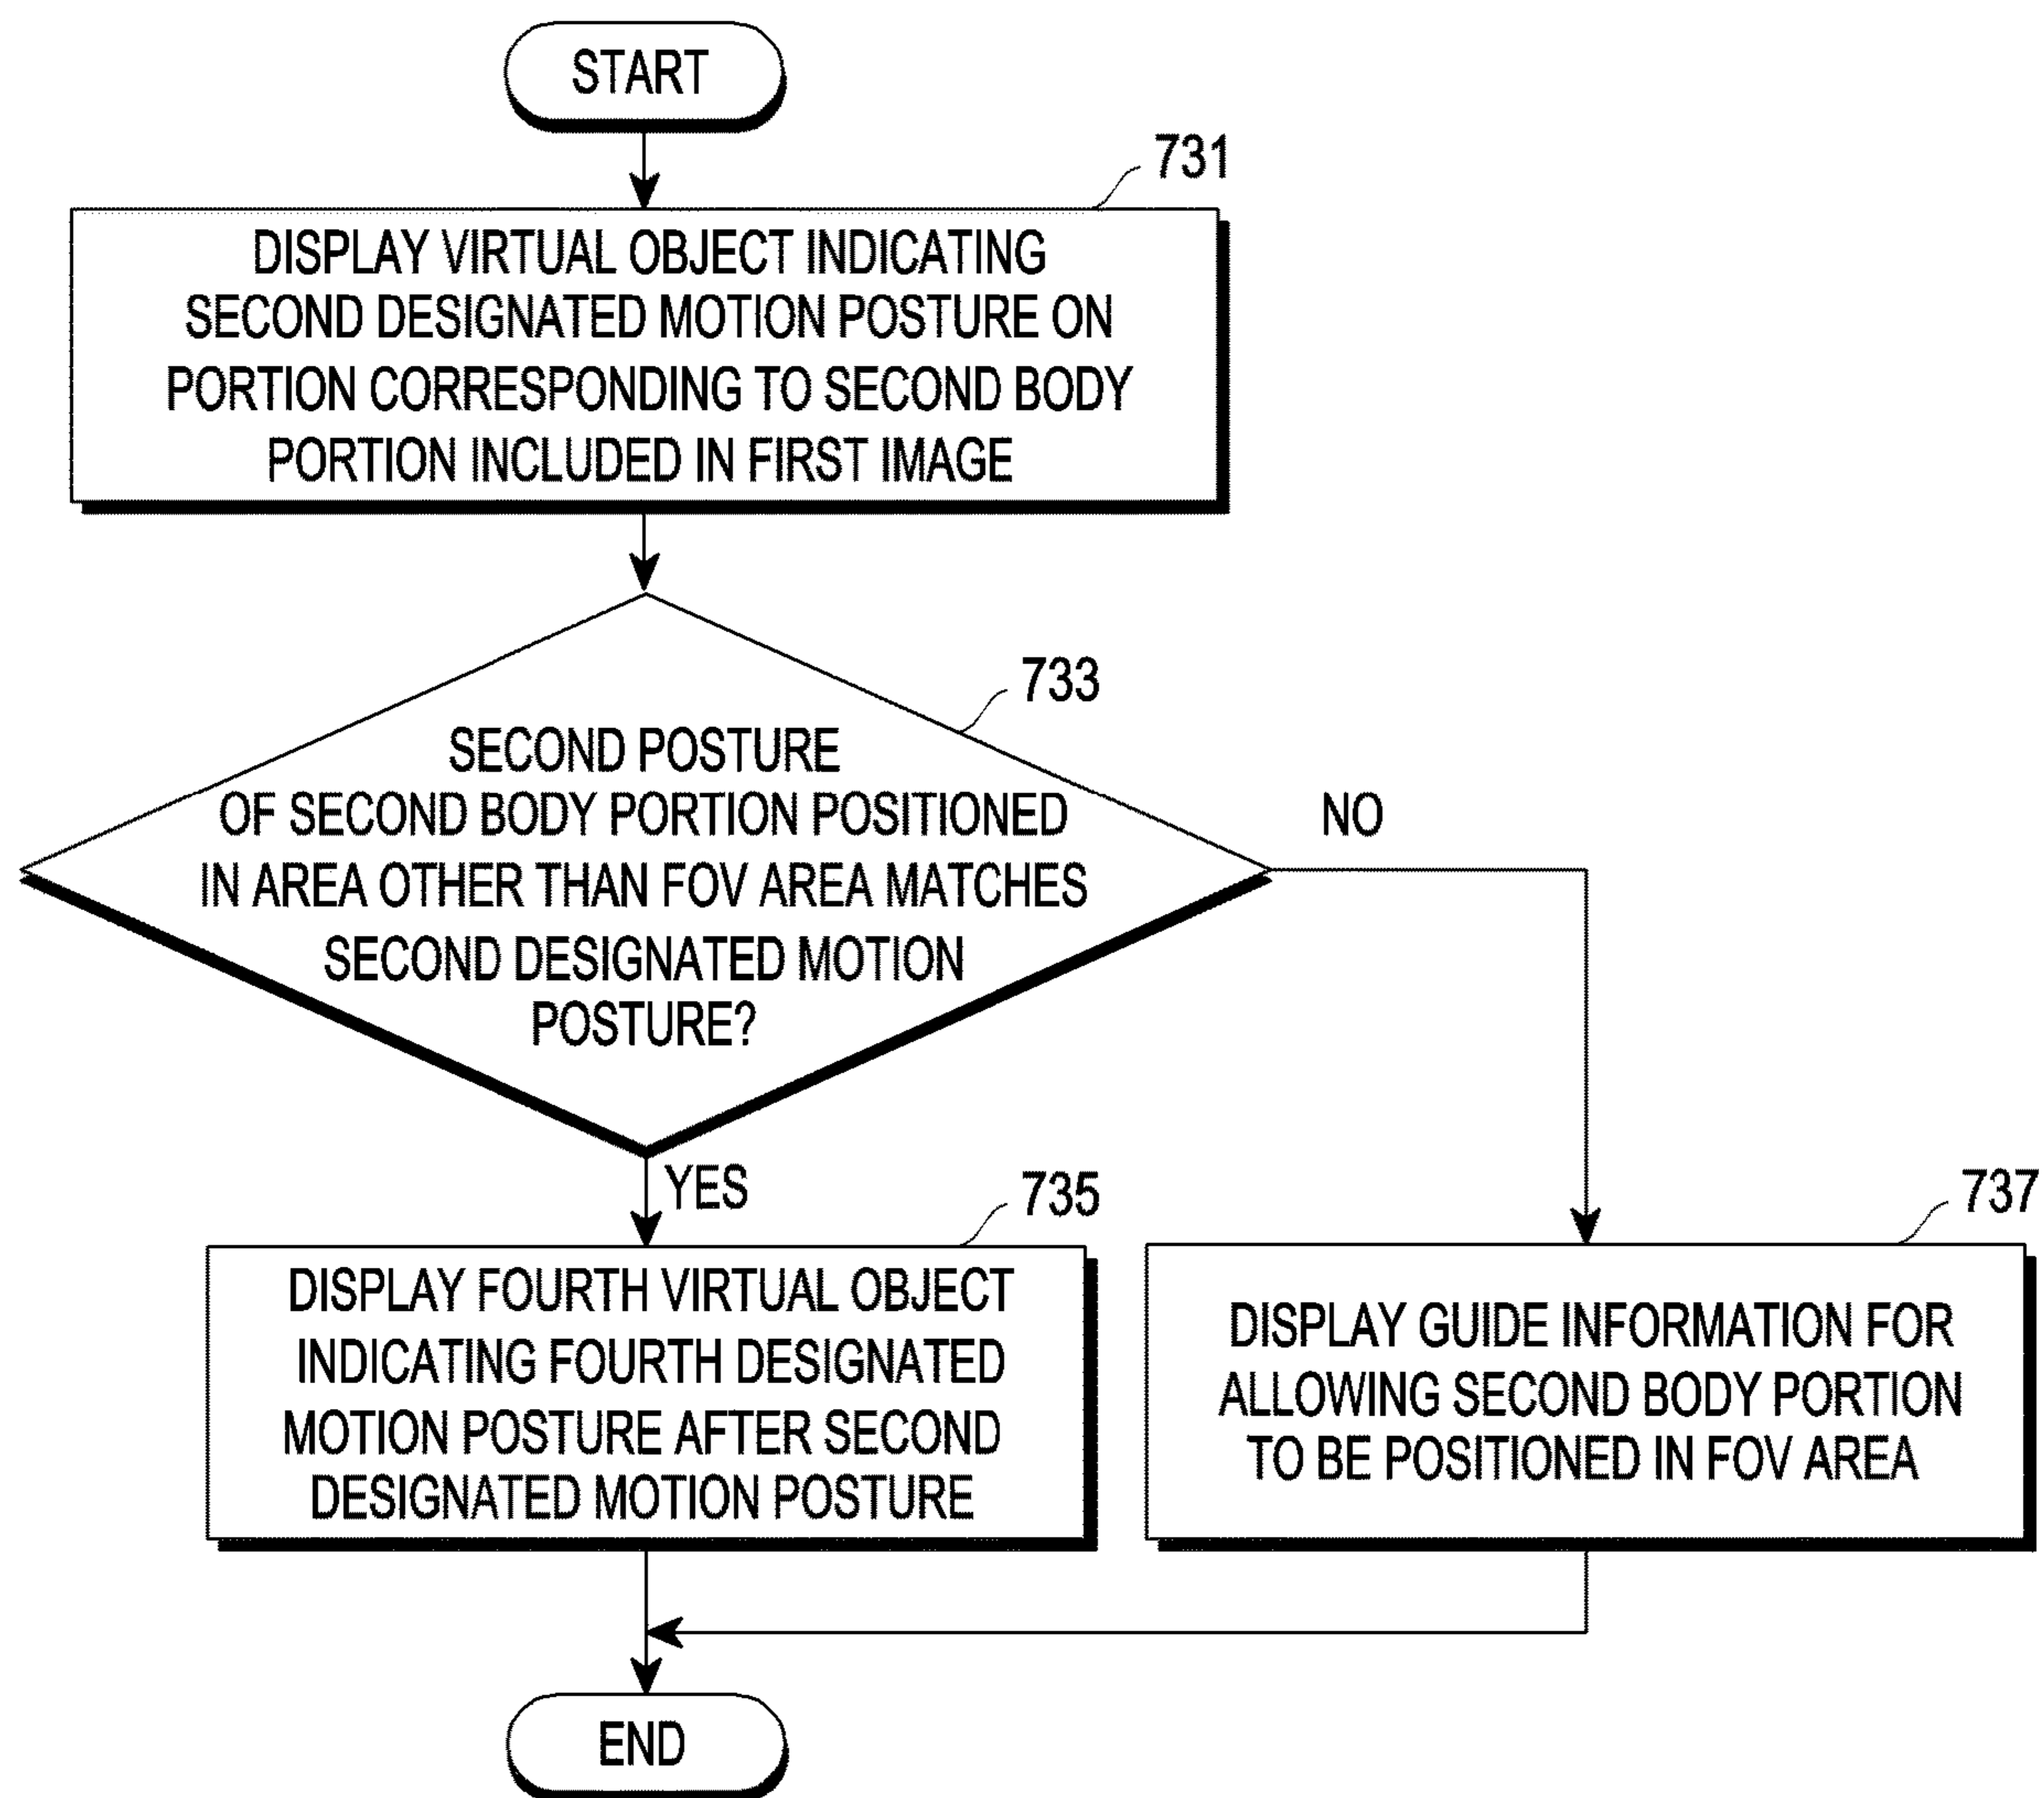 START
731
DISPLAY VIRTUAL OBJECT INDICATING
SECOND DESIGNATED MOTION POSTURE ON
PORTION CORRESPONDING TO SECOND BODY
PORTION INCLUDED IN FIRST IMAGE
733
SECOND POSTURE
OF SECOND BODY PORTION POSITIONED
IN AREA OTHER THAN FOV AREA MATCHES
SECOND DESIGNATED MOTION
POSTURE?
NO
YES
735
DISPLAY FOURTH VIRTUAL OBJECT
INDICATING FOURTH DESIGNATED
MOTION POSTURE AFTER SECOND
DESIGNATED MOTION POSTURE
737
DISPLAY GUIDE INFORMATION FOR
ALLOWING SECOND BODY PORTION
TO BE POSITIONED IN FOV AREA
END